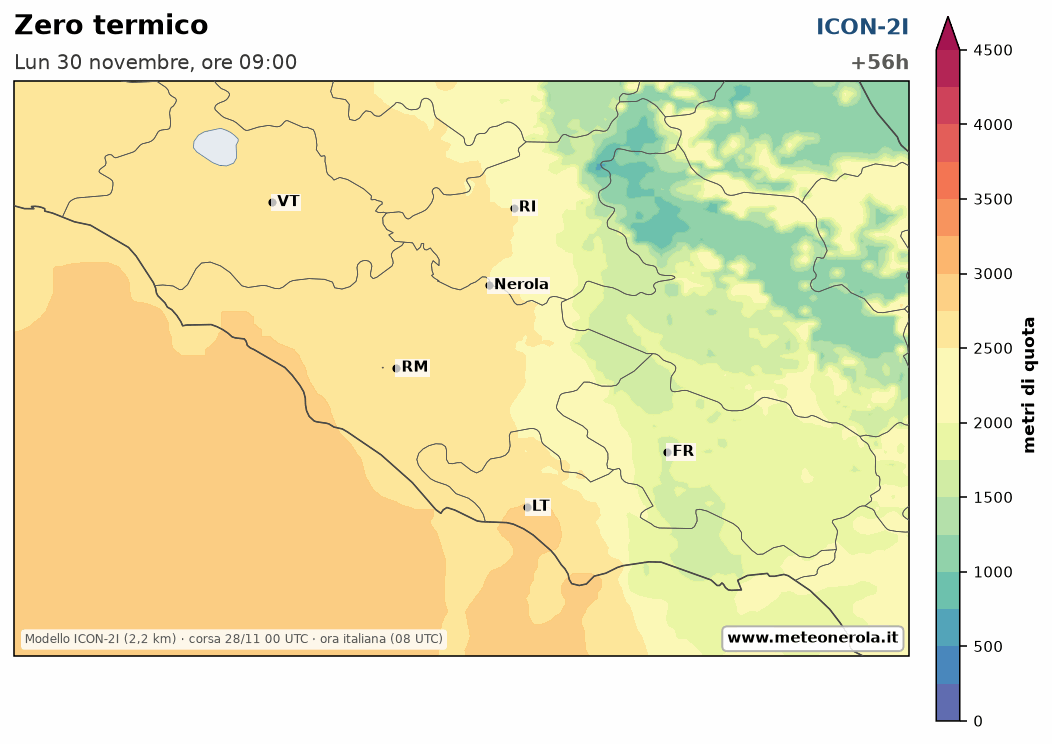 Zero termico
ICON-2I
Lun 30 novembre, ore 09:00
+56h
VT
RI
Nerola
RM
FR
LT
Modello ICON-2I (2,2 km) · corsa 28/11 00 UTC · ora italiana (08 UTC)
www.meteonerola.it
4500
4000
3500
3000
2500
2000
1500
1000
500
0
metri di quota